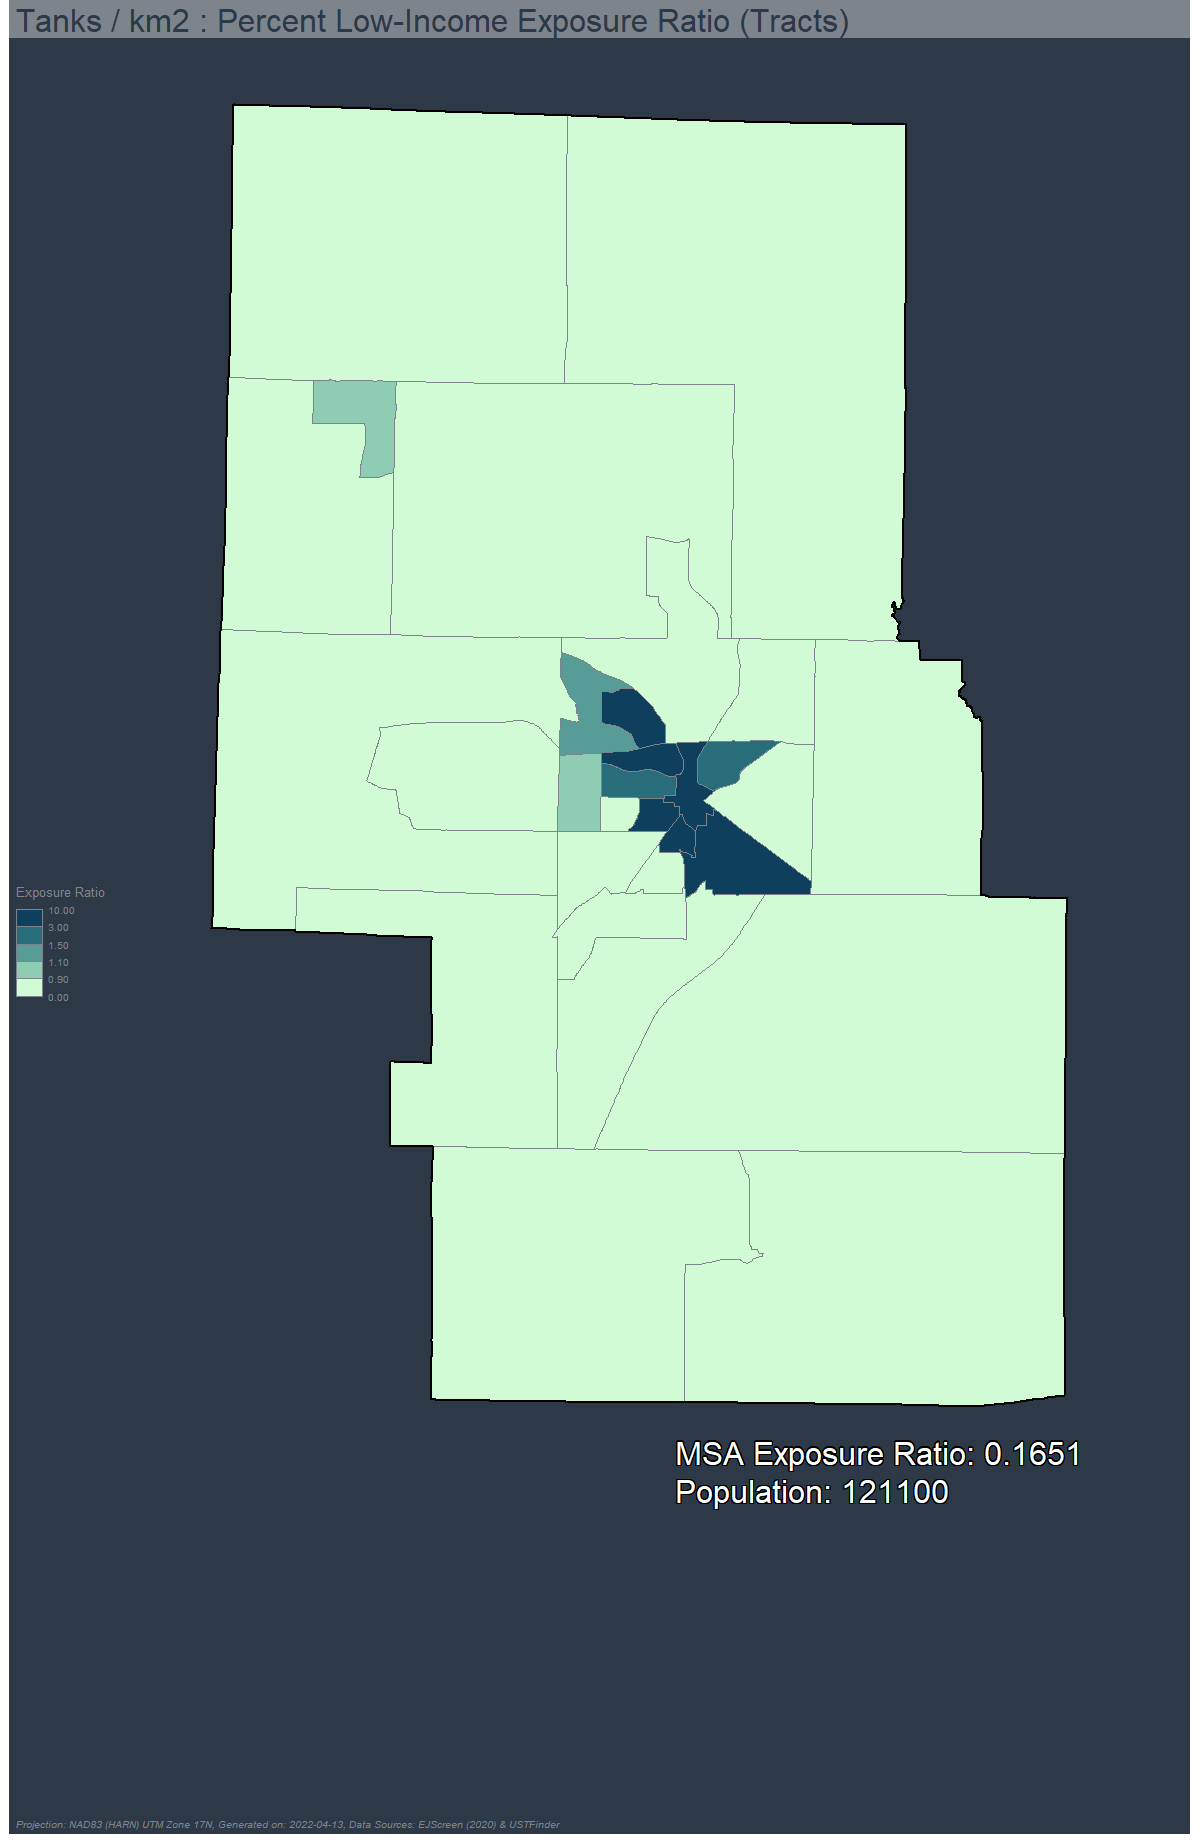 Tanks / km2 : Percent Low-Income Exposure Ratio (Tracts)
Exposure Ratio
10.00
3.00
1.50
1.10
0.90
0.00
MSA Exposure Ratio: 0.1651
Population: 121100
Projection: NAD83 (HARN) UTM Zone 17N, Generated on: 2022-04-13, Data Sources: EJScreen (2020) & USTFinder